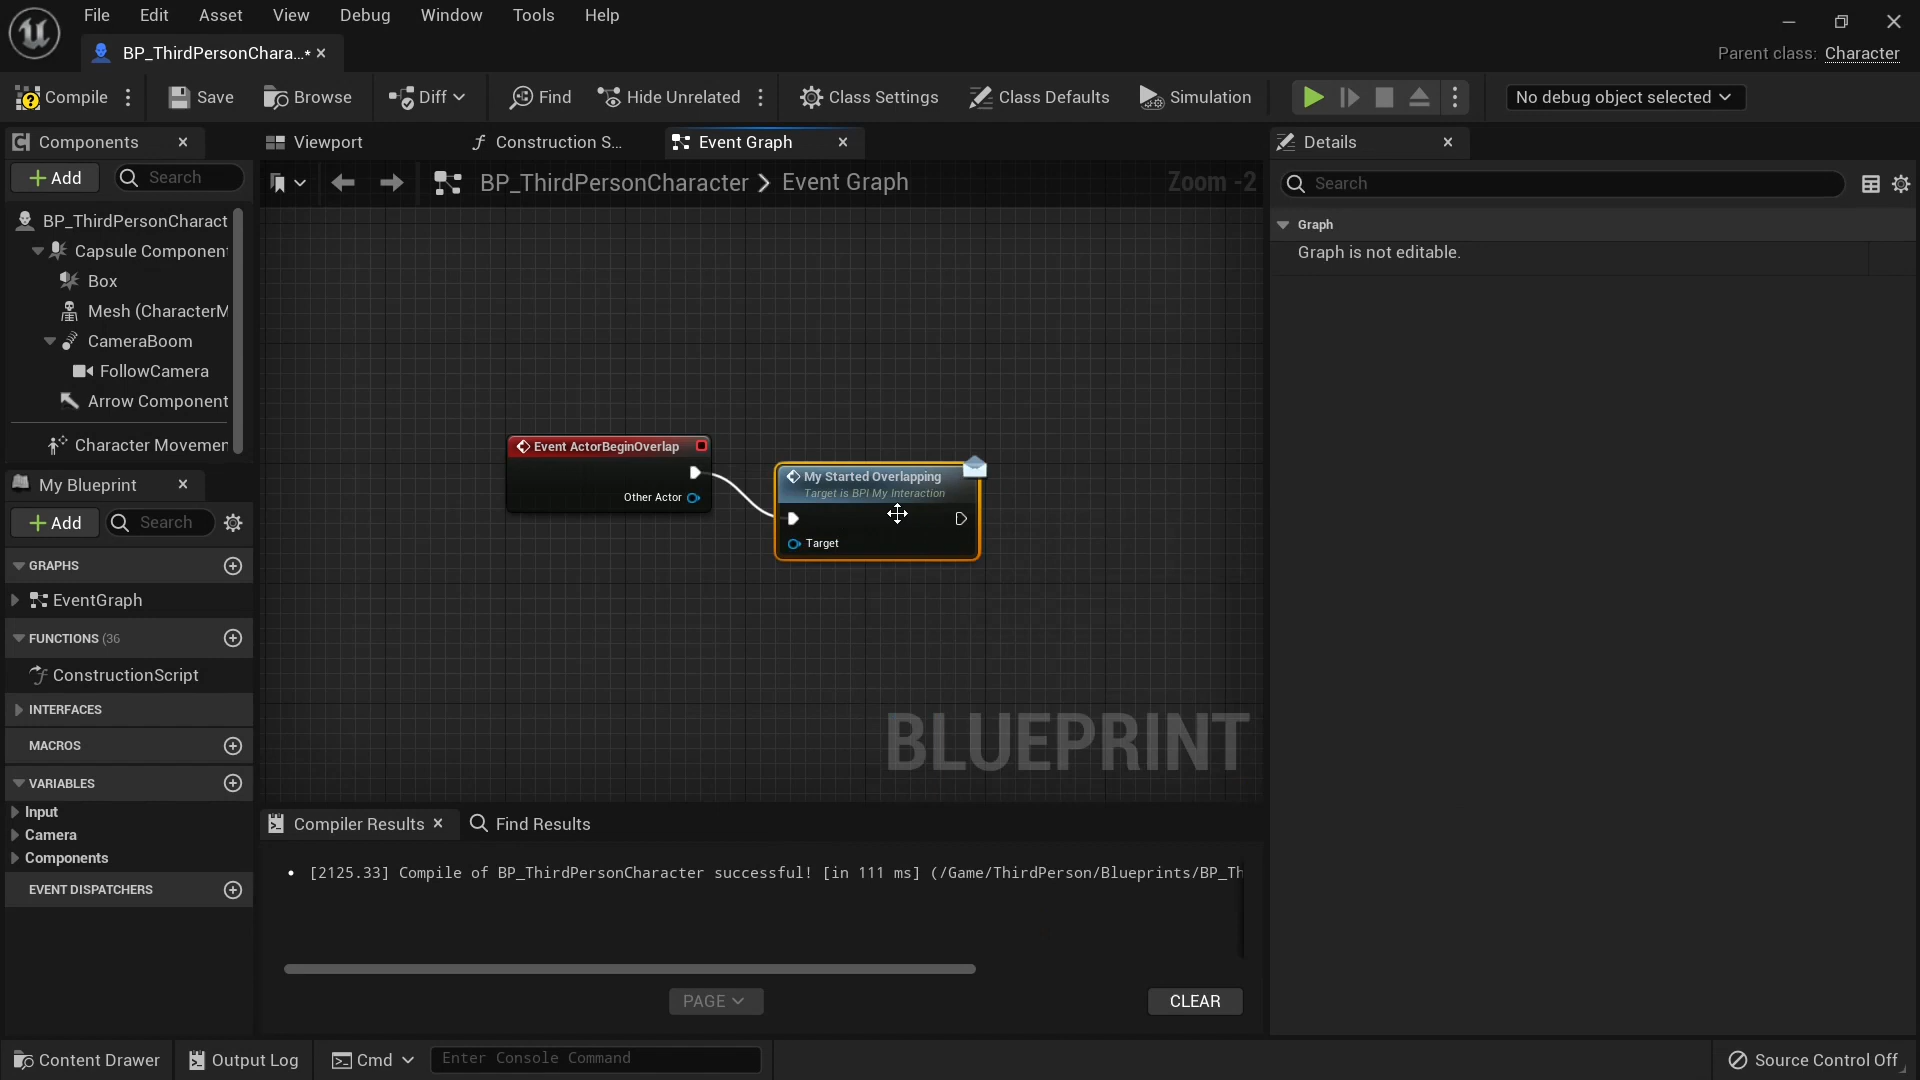 File Edit Asset View Debug Window Tools Help
BP_ThirdPersonChara...*
Parent class: Character
Compile Save Browse Diff Find Hide Unrelated Class Settings Class Defaults Simulation No debug object selected
Components
Add Search
BP_ThirdPersonCharact
Capsule Componen
Box
Mesh (CharacterM
CameraBoom
FollowCamera
Arrow Component
Character Movemen
My Blueprint
Add Search
GRAPHS
EventGraph
FUNCTIONS (36
ConstructionScript
INTERFACES
MACROS
VARIABLES
Input
Camera
Components
EVENT DISPATCHERS
Viewport Construction S... Event Graph
BP_ThirdPersonCharacter > Event Graph Zoom -2
Event ActorBeginOverlap
Other Actor
My Started Overlapping
Target is BPI My Interaction
Target
BLUEPRINT
Compiler Results Find Results
• [2125.33] Compile of BP_ThirdPersonCharacter successful! [in 111 ms] (/Game/ThirdPerson/Blueprints/BP_Th
PAGE CLEAR
Details
Search
Graph
Graph is not editable.
Content Drawer Output Log Cmd Enter Console Command Source Control Off